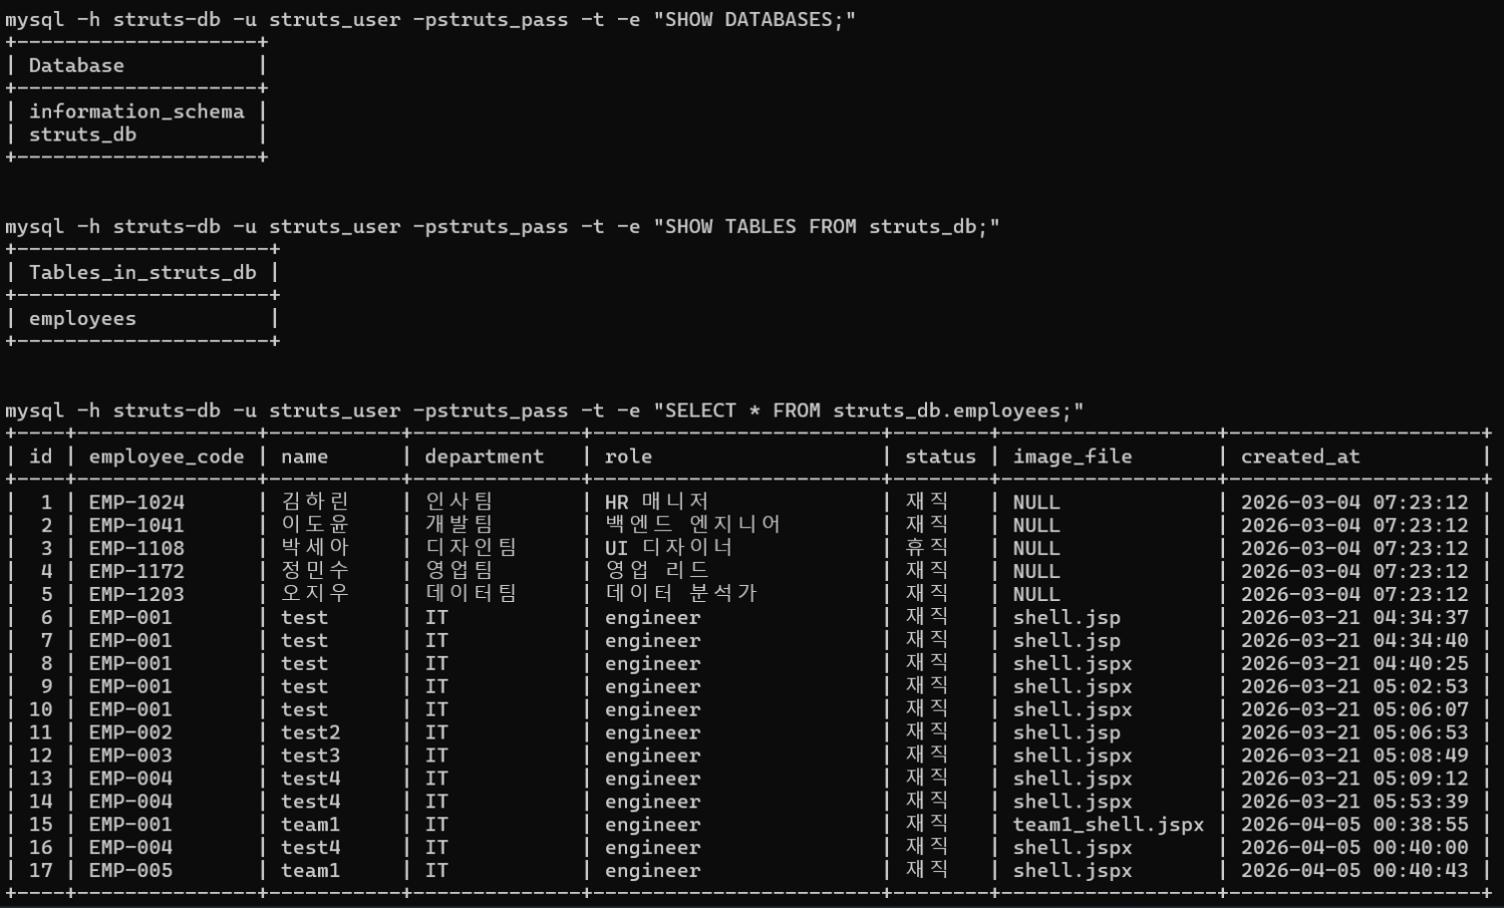 mysql -h struts-db -u struts_user -pstruts_pass -t -e "SHOW DATABASES;"
+--------------------+
| Database           |
+--------------------+
| information_schema |
| struts_db          |
+--------------------+
mysql -h struts-db -u struts_user -pstruts_pass -t -e "SHOW TABLES FROM struts_db;"
+---------------------+
| Tables_in_struts_db |
+---------------------+
| employees           |
+---------------------+
mysql -h struts-db -u struts_user -pstruts_pass -t -e "SELECT * FROM struts_db.employees;"
+----+---------------+-----------+--------------+------------------------+--------+------------------+---------------------+
| id | employee_code | name      | department   | role                   | status | image_file       | created_at          |
+----+---------------+-----------+--------------+------------------------+--------+------------------+---------------------+
|  1 | EMP-1024      | 김하린 | 인사팀 | HR 매니저 | 재직 | NULL             | 2026-03-04 07:23:12 |
|  2 | EMP-1041      | 이도윤 | 개발팀 | 백엔드 엔지니어 | 재직 | NULL             | 2026-03-04 07:23:12 |
|  3 | EMP-1108      | 박세아 | 디자인팀 | UI 디자이너 | 휴직 | NULL             | 2026-03-04 07:23:12 |
|  4 | EMP-1172      | 정민수 | 영업팀 | 영업 리드 | 재직 | NULL             | 2026-03-04 07:23:12 |
|  5 | EMP-1203      | 오지우 | 데이터팀 | 데이터 분석가 | 재직 | NULL             | 2026-03-04 07:23:12 |
|  6 | EMP-001       | test      | IT           | engineer               | 재직 | shell.jsp        | 2026-03-21 04:34:37 |
|  7 | EMP-001       | test      | IT           | engineer               | 재직 | shell.jsp        | 2026-03-21 04:34:40 |
|  8 | EMP-001       | test      | IT           | engineer               | 재직 | shell.jspx       | 2026-03-21 04:40:25 |
|  9 | EMP-001       | test      | IT           | engineer               | 재직 | shell.jspx       | 2026-03-21 05:02:53 |
| 10 | EMP-001       | test      | IT           | engineer               | 재직 | shell.jspx       | 2026-03-21 05:06:07 |
| 11 | EMP-002       | test2     | IT           | engineer               | 재직 | shell.jsp        | 2026-03-21 05:06:53 |
| 12 | EMP-003       | test3     | IT           | engineer               | 재직 | shell.jspx       | 2026-03-21 05:08:49 |
| 13 | EMP-004       | test4     | IT           | engineer               | 재직 | shell.jspx       | 2026-03-21 05:09:12 |
| 14 | EMP-004       | test4     | IT           | engineer               | 재직 | shell.jspx       | 2026-03-21 05:53:39 |
| 15 | EMP-001       | team1     | IT           | engineer               | 재직 | team1_shell.jspx | 2026-04-05 00:38:55 |
| 16 | EMP-004       | test4     | IT           | engineer               | 재직 | shell.jspx       | 2026-04-05 00:40:00 |
| 17 | EMP-005       | team1     | IT           | engineer               | 재직 | shell.jspx       | 2026-04-05 00:40:43 |
+----+---------------+-----------+--------------+------------------------+--------+------------------+---------------------+